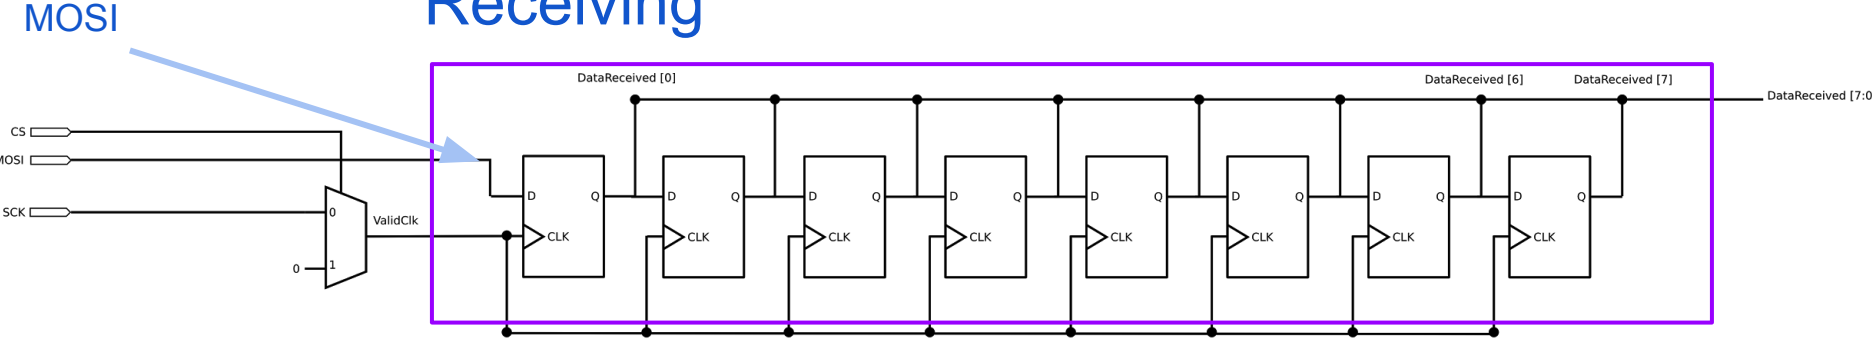 MOSI
Receiving
DataReceived [0]
DataReceived [6]
DataReceived [7]
DataReceived [7:0
CS
MOSI
SCK
0
ValidClk
0
1
D
Q
CLK
D
Q
CLK
D
Q
CLK
D
Q
CLK
D
Q
CLK
D
Q
CLK
D
Q
CLK
D
Q
CLK